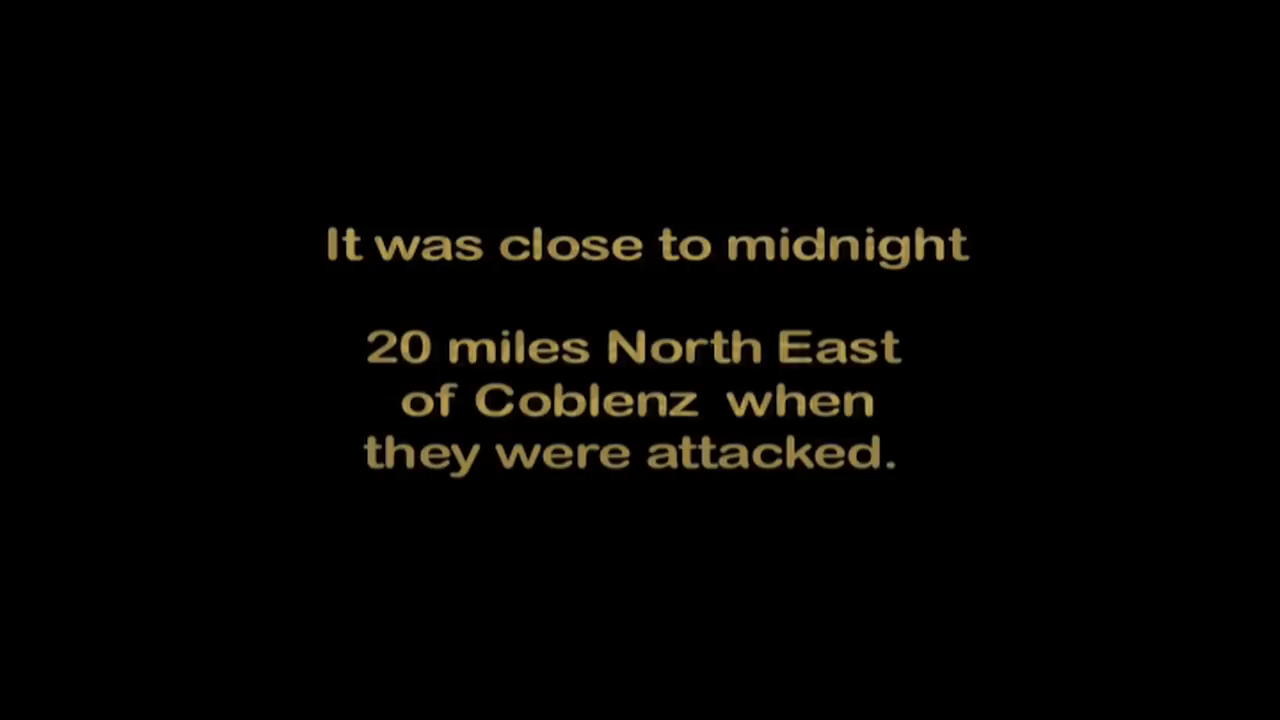 It was close to midnight
20 miles North East
of Coblenz when
they were attacked.